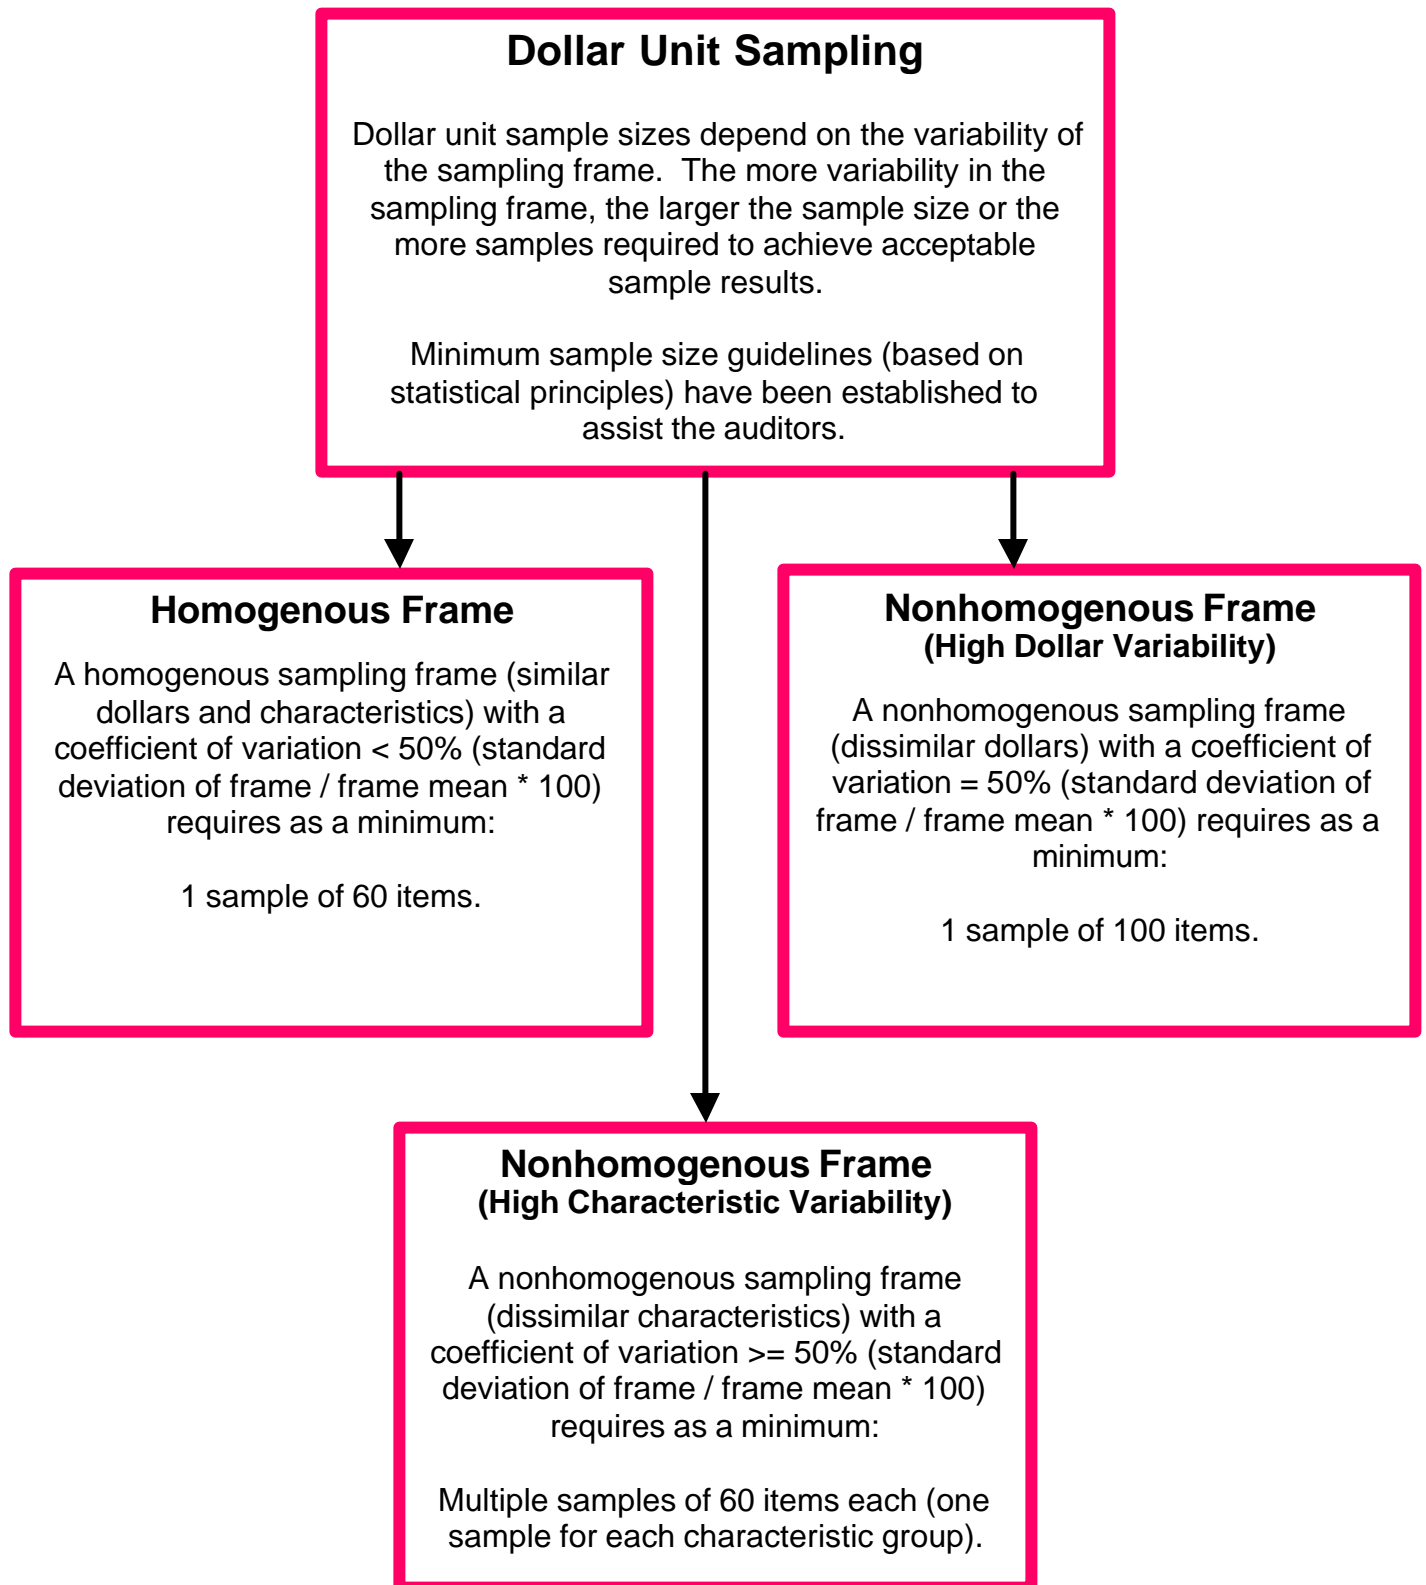 Dollar Unit Sampling
Dollar unit sample sizes depend on the variability of
the sampling frame.  The more variability in the
sampling frame, the larger the sample size or the
more samples required to achieve acceptable
sample results.
Minimum sample size guidelines (based on
statistical principles) have been established to
assist the auditors.
Homogenous Frame
A homogenous sampling frame (similar
dollars and characteristics) with a
coefficient of variation < 50% (standard
deviation of frame / frame mean * 100)
requires as a minimum:
1 sample of 60 items.
Nonhomogenous Frame
(High Dollar Variability)
A nonhomogenous sampling frame
(dissimilar dollars) with a coefficient of
variation = 50% (standard deviation of
frame / frame mean * 100) requires as a
minimum:
1 sample of 100 items.
Nonhomogenous Frame
(High Characteristic Variability)
A nonhomogenous sampling frame
(dissimilar characteristics) with a
coefficient of variation >= 50% (standard
deviation of frame / frame mean * 100)
requires as a minimum:
Multiple samples of 60 items each (one
sample for each characteristic group).